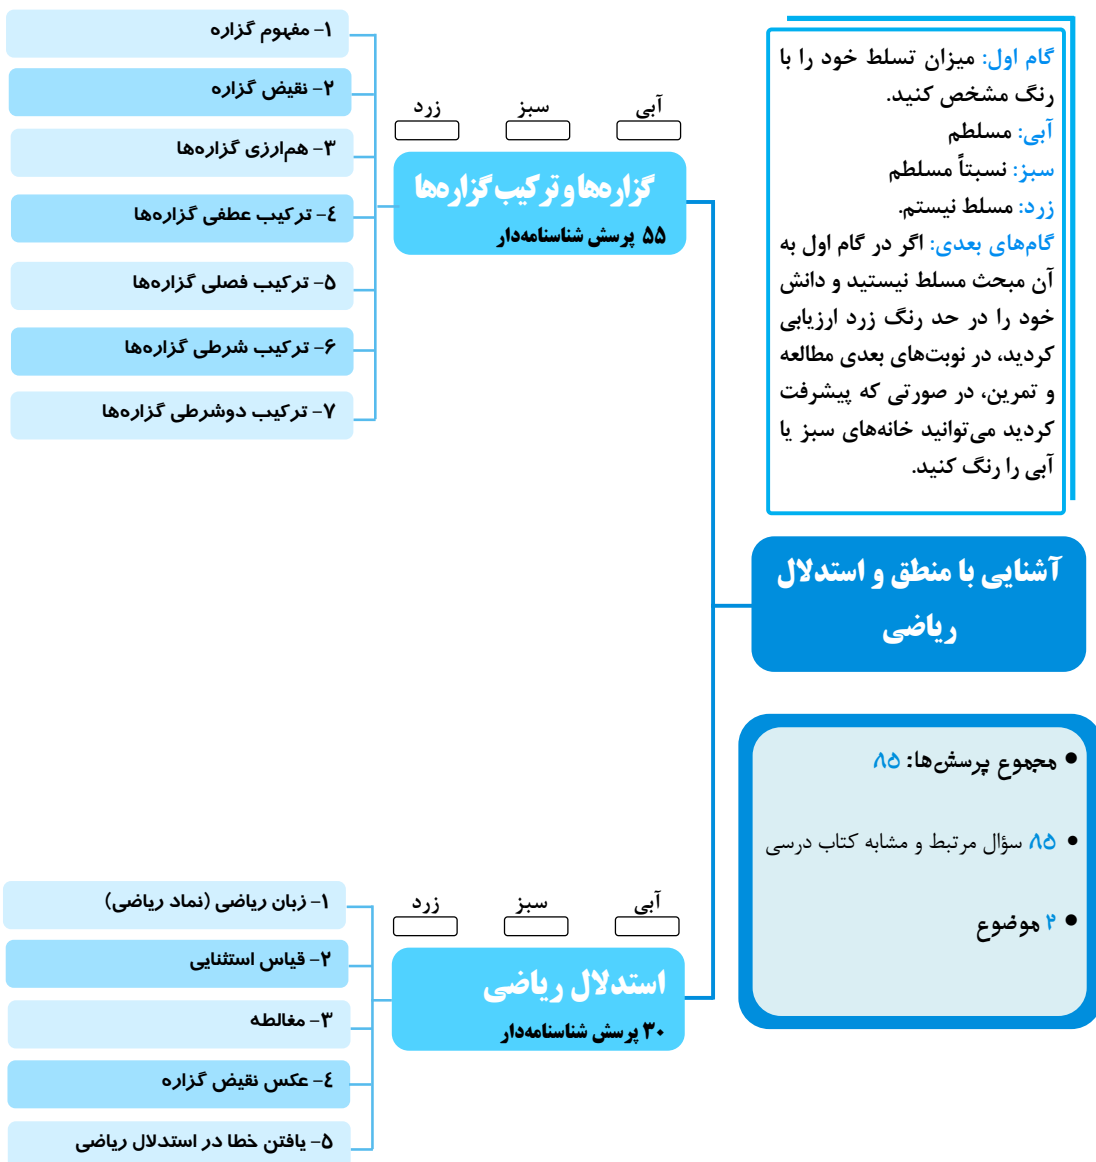 گام اول: میزان تسلط خود را با
رنگ مشخص کنید.
آبی: مسلطم
سبز: نسبتاً مسلطم
زرد: مسلط نیستم.
گام‌های بعدی: اگر در گام اول به
آن مبحث مسلط نیستید و دانش
خود را در حد رنگ زرد ارزیابی
کردید، در نوبت‌های بعدی مطالعه
و تمرین، در صورتی که پیشرفت
کردید می‌توانید خانه‌های سبز یا
آبی را رنگ کنید.
آشنایی با منطق و استدلال
ریاضی
• مجموع پرسش‌ها: ۸۵
• ۸۵ سؤال مرتبط و مشابه کتاب درسی
• ۲ موضوع
آبی سبز زرد
گزاره‌ها و ترکیب گزاره‌ها
۵۵ پرسش شناسنامه‌دار
۱- مفهوم گزاره
۲- نقیض گزاره
۳- هم‌ارزی گزاره‌ها
۴- ترکیب عطفی گزاره‌ها
۵- ترکیب فصلی گزاره‌ها
۶- ترکیب شرطی گزاره‌ها
۷- ترکیب دوشرطی گزاره‌ها
آبی سبز زرد
استدلال ریاضی
۳۰ پرسش شناسنامه‌دار
۱- زبان ریاضی (نماد ریاضی)
۲- قیاس استثنایی
۳- مغالطه
۴- عکس نقیض گزاره
۵- یافتن خطا در استدلال ریاضی